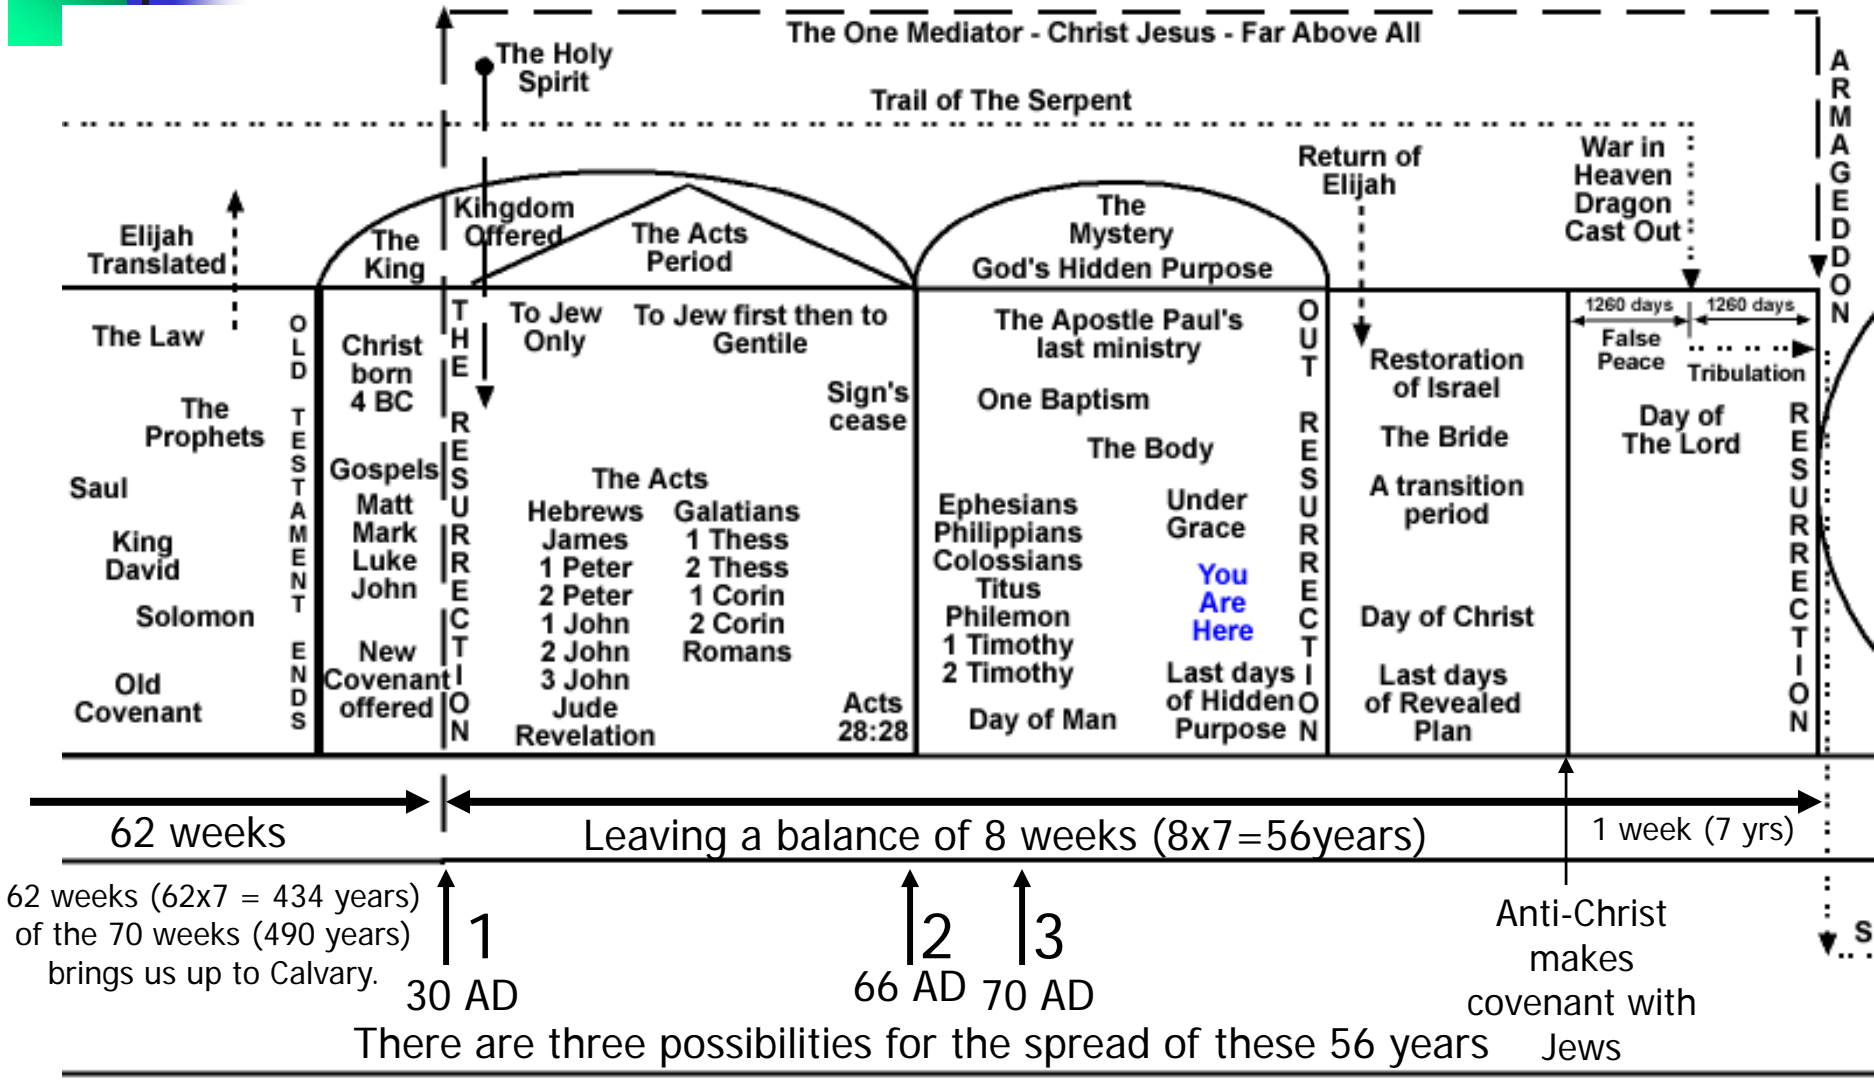 The One Mediator - Christ Jesus - Far Above All
The Holy
Spirit
Trail of The Serpent
ARMAGEDDON
Elijah
Translated
The
King
Kingdom
Offered
The Acts
Period
The
Mystery
God's Hidden Purpose
Return of
Elijah
War in
Heaven
Dragon
Cast Out
The Law
The
Prophets
Saul
King
David
Solomon
Old
Covenant
OLD TESTAMENT ENDS
Christ
born
4 BC
Gospels
Matt
Mark
Luke
John
New
Covenant
offered
THE RESURRECTION
To Jew
Only
To Jew first then to
Gentile
Sign's
cease
The Acts
Hebrews
James
1 Peter
2 Peter
1 John
2 John
3 John
Jude
Revelation
Galatians
1 Thess
2 Thess
1 Corin
2 Corin
Romans
Acts
28:28
The Apostle Paul's
last ministry
One Baptism
The Body
Ephesians
Philippians
Colossians
Titus
Philemon
1 Timothy
2 Timothy
Day of Man
Under
Grace
You
Are
Here
Last days
of Hidden
Purpose
OUT RESURRECTION
Restoration
of Israel
The Bride
A transition
period
Day of Christ
Last days
of Revealed
Plan
1260 days
1260 days
False
Peace
Tribulation
Day of
The Lord
RESURRECTION
62 weeks
Leaving a balance of 8 weeks (8x7=56years)
1 week (7 yrs)
62 weeks (62x7 = 434 years)
of the 70 weeks (490 years)
brings us up to Calvary.
1
30 AD
2
66 AD
3
70 AD
Anti-Christ
makes
covenant with
Jews
S
There are three possibilities for the spread of these 56 years